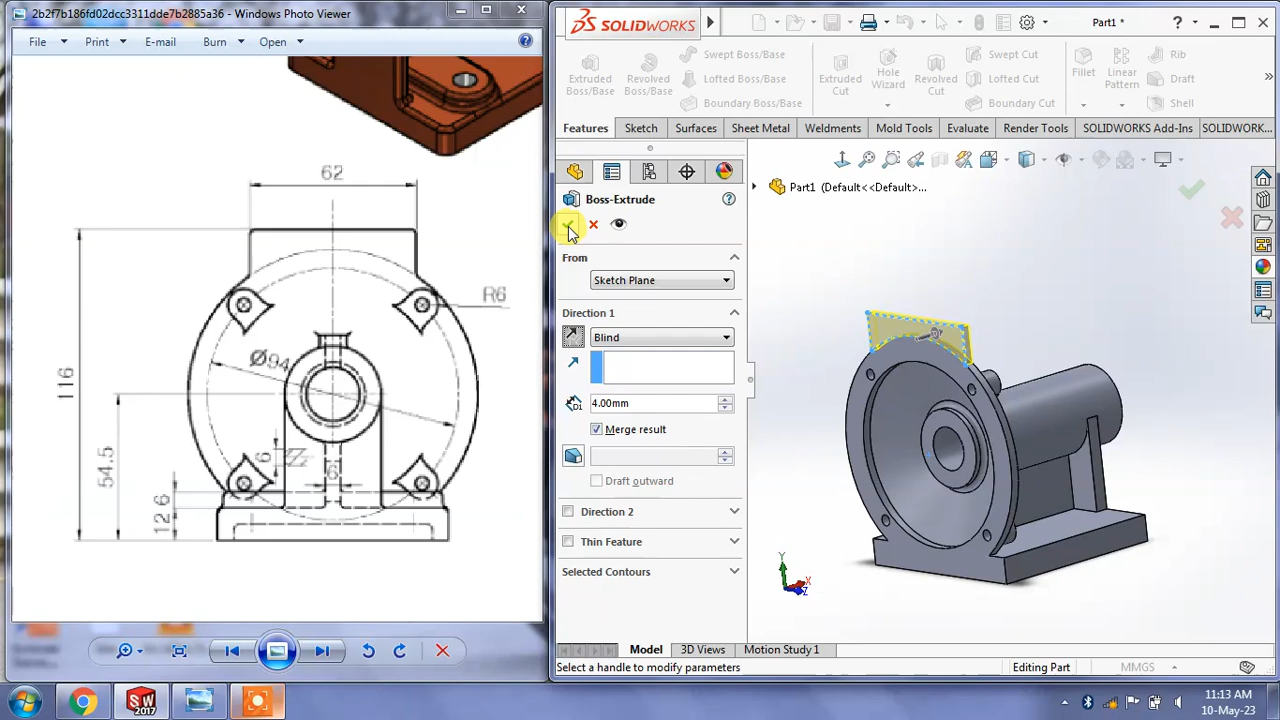 2b2f7b186fd02dcc3311dde7b2885a36 - Windows Photo Viewer
File Print E-mail Burn Open
62
R6
Ø94
116
54.5
12.6
6
6
SOLIDWORKS
Part1 *
Extruded Boss/Base
Revolved Boss/Base
Swept Boss/Base
Lofted Boss/Base
Boundary Boss/Base
Extruded Cut
Hole Wizard
Revolved Cut
Swept Cut
Lofted Cut
Boundary Cut
Fillet
Linear Pattern
Rib
Draft
Shell
Features Sketch Surfaces Sheet Metal Weldments Mold Tools Evaluate Render Tools SOLIDWORKS Add-Ins SOLIDWORK...
Part1 (Default<<Default>...
Boss-Extrude
From
Sketch Plane
Direction 1
Blind
D1
4.00mm
Merge result
Draft outward
Direction 2
Thin Feature
Selected Contours
Y
X
Z
Model 3D Views Motion Study 1
Select a handle to modify parameters
Editing Part
MMGS
SW
2017
11:13 AM
10-May-23